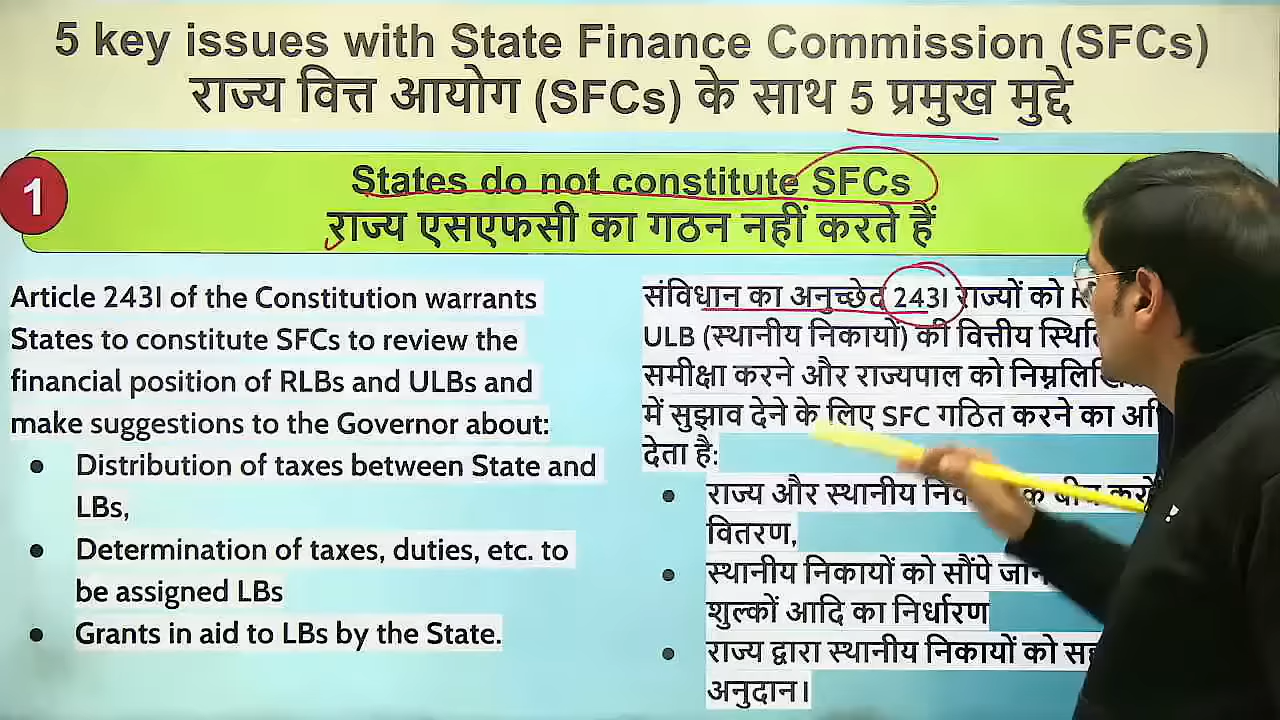 5 key issues with State Finance Commission (SFCs)
राज्य वित्त आयोग (SFCs) के साथ 5 प्रमुख मुद्दे
1
States do not constitute SFCs
राज्य एसएफसी का गठन नहीं करते हैं
Article 243I of the Constitution warrants
States to constitute SFCs to review the
financial position of RLBs and ULBs and
make suggestions to the Governor about:
• Distribution of taxes between State and
LBs,
• Determination of taxes, duties, etc. to
be assigned LBs
• Grants in aid to LBs by the State.
संविधान का अनुच्छेद 243I राज्यों को
ULB (स्थानीय निकायों) की वित्तीय
समीक्षा करने और राज्यपाल को
में सुझाव देने के लिए SFC गठित करने का
देता है:
• राज्य और स्थानीय
वितरण,
• स्थानीय निकायों को सौंपे
शुल्कों आदि का निर्धारण
• राज्य द्वारा स्थानीय निकायों को
अनुदान।